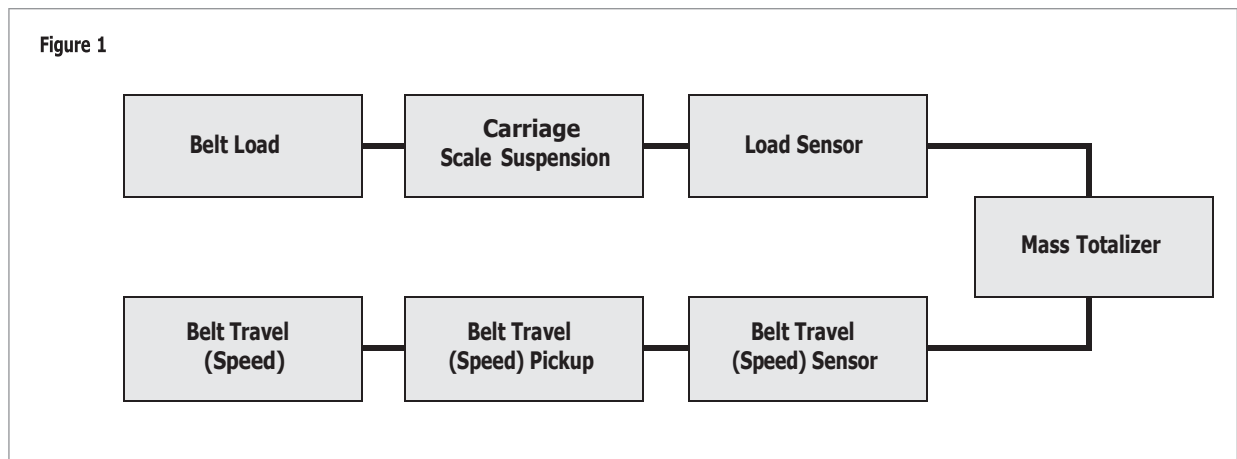 Figure 1
Belt Load
Carriage
Scale Suspension
Load Sensor
Mass Totalizer
Belt Travel
(Speed)
Belt Travel
(Speed) Pickup
Belt Travel
(Speed) Sensor